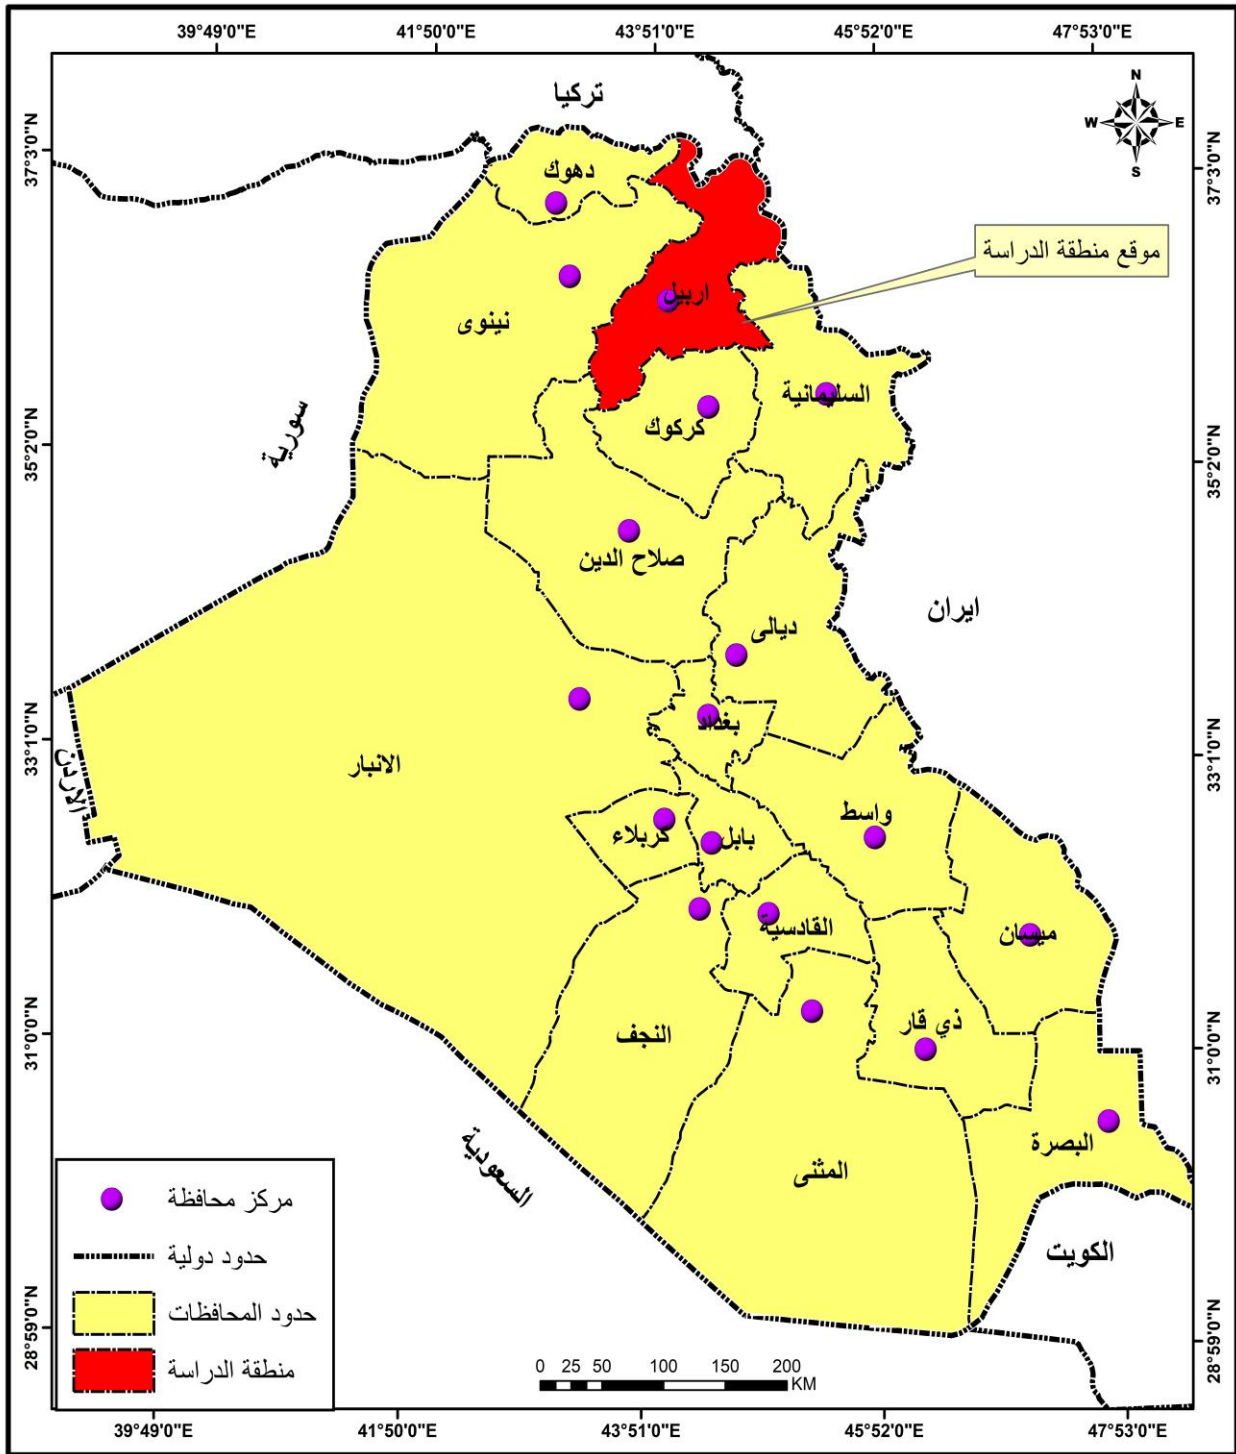 39°49'0"E 41°50'0"E 43°51'0"E 45°52'0"E 47°53'0"E
N
W E
S
تركيا
37°3'0"N
37°3'0"N
دهوك
موقع منطقة الدراسة
اربيل
نينوى
السليمانية
كركوك
سورية
35°2'0"N
35°2'0"N
صلاح الدين
ايران
ديالى
بغداد
33°1'0"N
33°1'0"N
الانبار
الاردن
واسط
كربلاء
بابل
القادسية
ميسان
ذي قار
النجف
31°0'0"N
31°0'0"N
البصرة
السعودية
المثنى
الكويت
مركز محافظة
حدود دولية
حدود المحافظات
منطقة الدراسة
28°59'0"N
28°59'0"N
0 25 50 100 150 200
KM
39°49'0"E 41°50'0"E 43°51'0"E 45°52'0"E 47°53'0"E